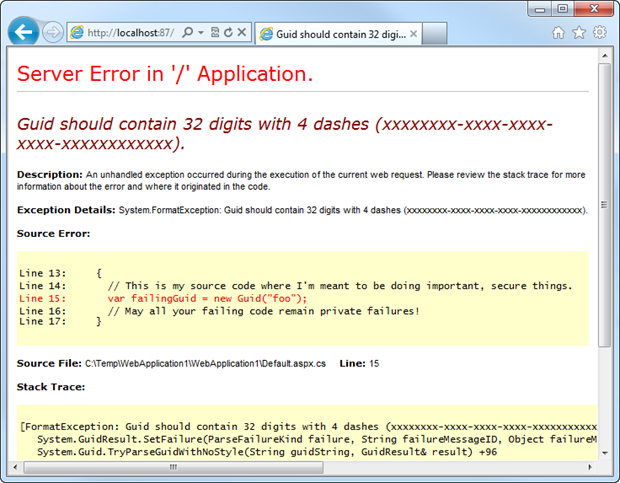 http://localhost:87/
Guid should contain 32 digi...
Server Error in '/' Application.
Guid should contain 32 digits with 4 dashes (xxxxxxxx-xxxx-xxxx-
xxxx-xxxxxxxxxxxx).
Description: An unhandled exception occurred during the execution of the current web request. Please review the stack trace for more
information about the error and where it originated in the code.
Exception Details: System.FormatException: Guid should contain 32 digits with 4 dashes (xxxxxxxx-xxxx-xxxx-xxxx-xxxxxxxxxxxx).
Source Error:
Line 13:     {
Line 14:       // This is my source code where I'm meant to be doing important, secure things.
Line 15:       var failingGuid = new Guid("foo");
Line 16:       // May all your failing code remain private failures!
Line 17:     }
Source File: C:\Temp\WebApplication1\WebApplication1\Default.aspx.cs    Line: 15
Stack Trace:
[FormatException: Guid should contain 32 digits with 4 dashes (xxxxxxxx-xxxx-xxxx-xxxx-xxxxxxxxxxx
System.GuidResult.SetFailure(ParseFailureKind failure, String failureMessageID, Object failureM
System.Guid.TryParseGuidWithNoStyle(String guidString, GuidResult& result) +96